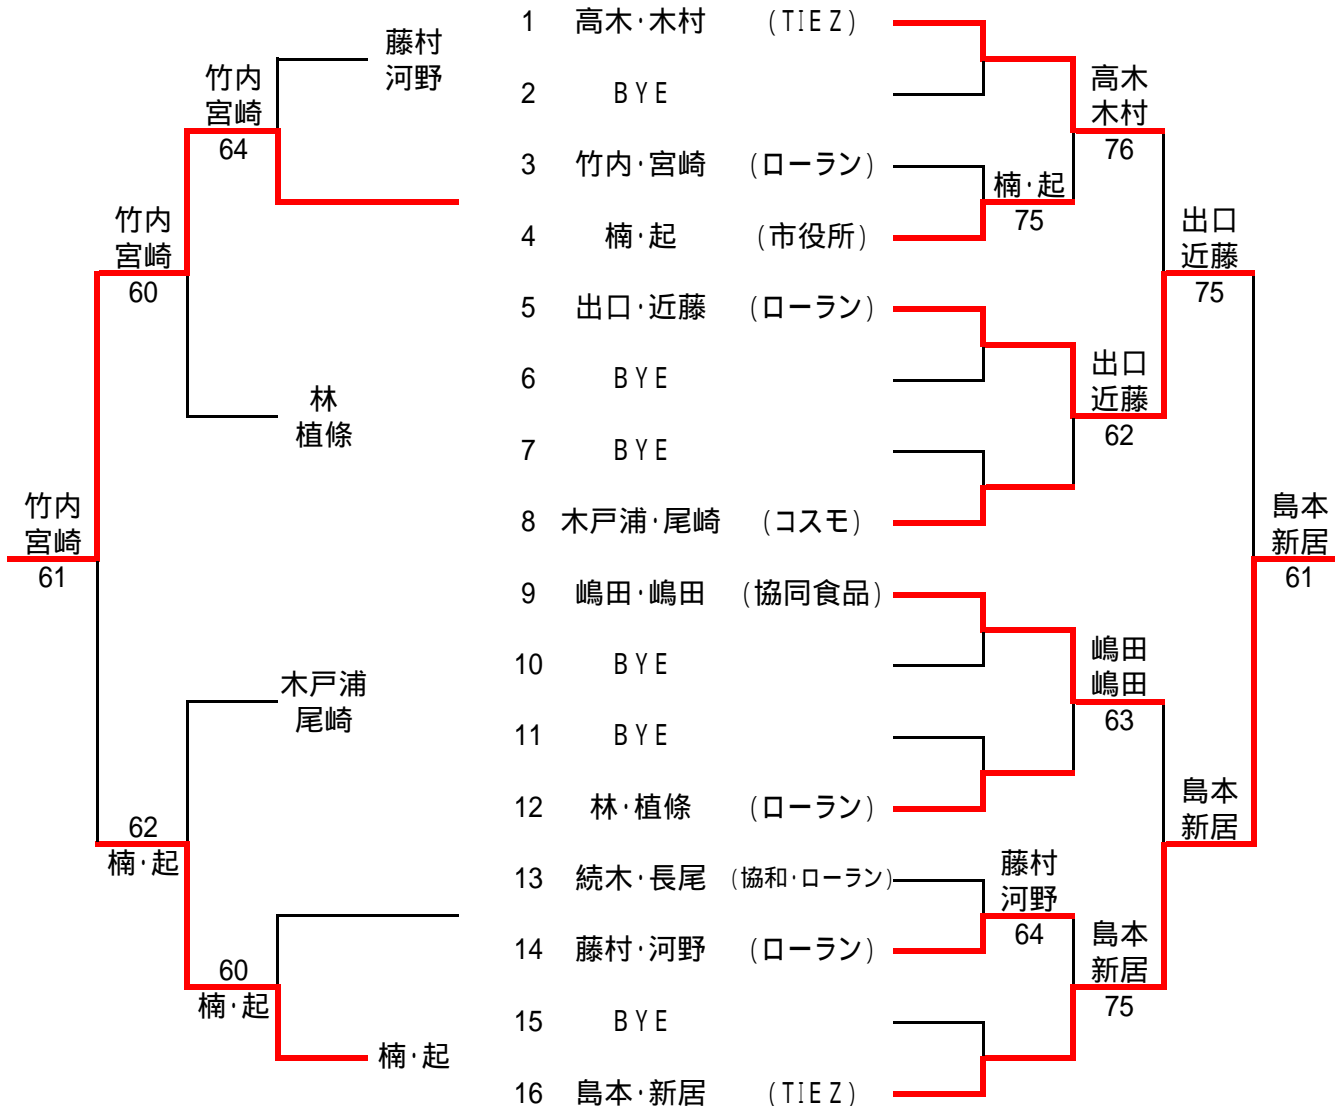 藤村
河野
竹内
宮崎
64
竹内
宮崎
60
林
植條
竹内
宮崎
61
木戸浦
尾崎
62
楠・起
60
楠・起
楠・起
1 高木・木村 (TIEZ)
2 BYE
3 竹内・宮崎 (ローラン)
4 楠・起 (市役所)
5 出口・近藤 (ローラン)
6 BYE
7 BYE
8 木戸浦・尾崎 (コスモ)
9 嶋田・嶋田 (協同食品)
10 BYE
11 BYE
12 林・植條 (ローラン)
13 続木・長尾 (協和・ローラン)
14 藤村・河野 (ローラン)
15 BYE
16 島本・新居 (TIEZ)
楠・起
75
藤村
河野
64
高木
木村
76
出口
近藤
62
嶋田
嶋田
63
島本
新居
75
出口
近藤
75
島本
新居
島本
新居
61